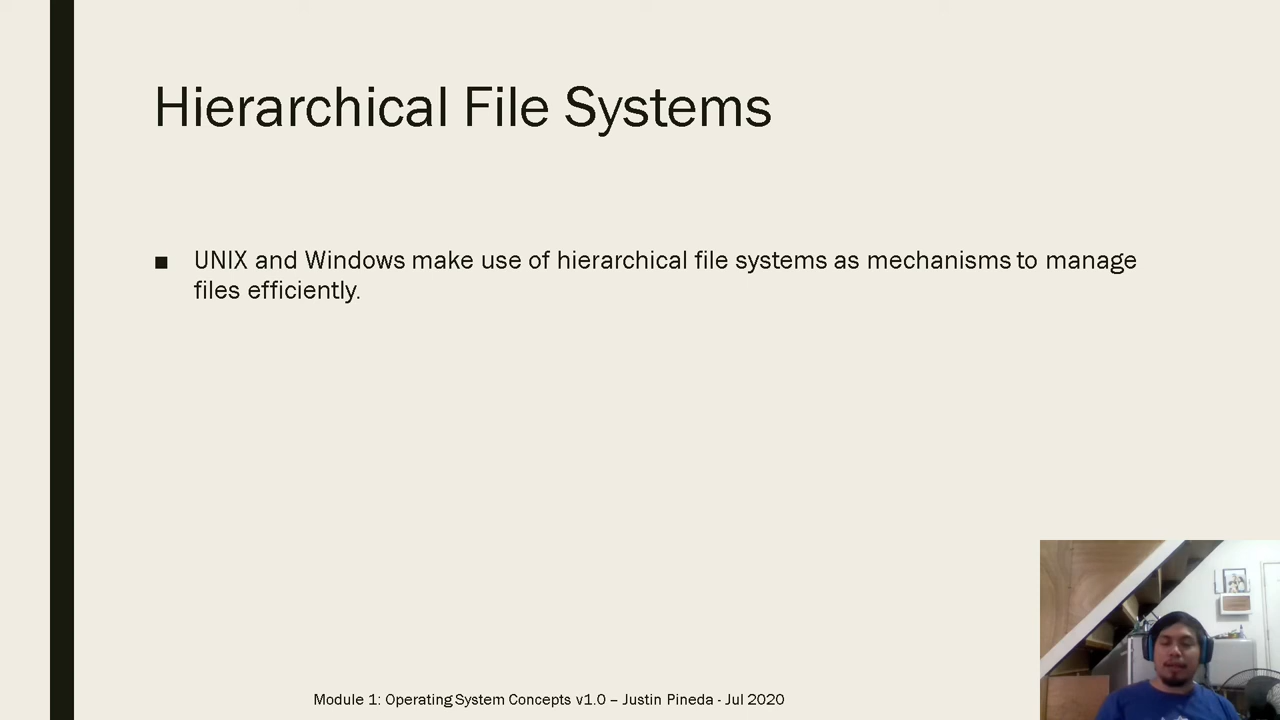 Hierarchical File Systems
■ UNIX and Windows make use of hierarchical file systems as mechanisms to manage
files efficiently.
Module 1: Operating System Concepts v1.0 – Justin Pineda - Jul 2020